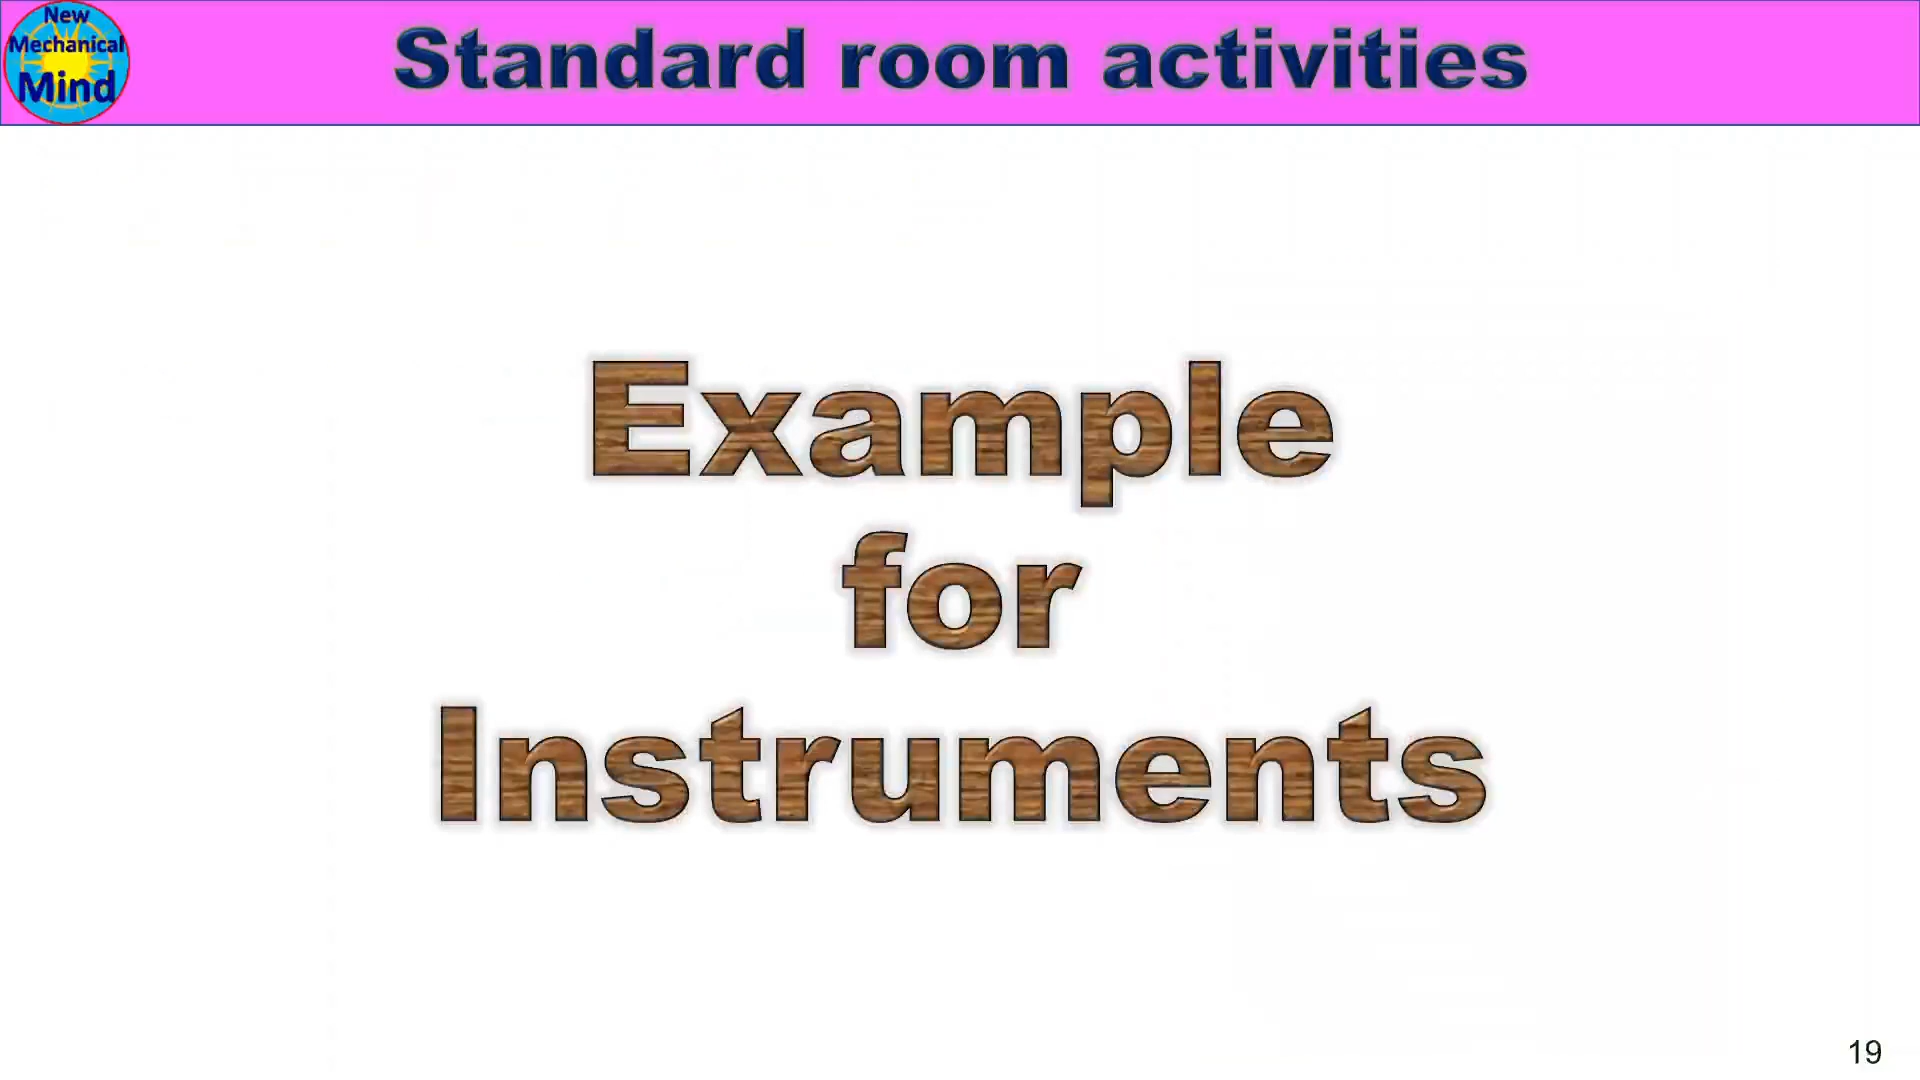 New
Mechanical
Mind
Standard room activities
Example
for
Instruments
19